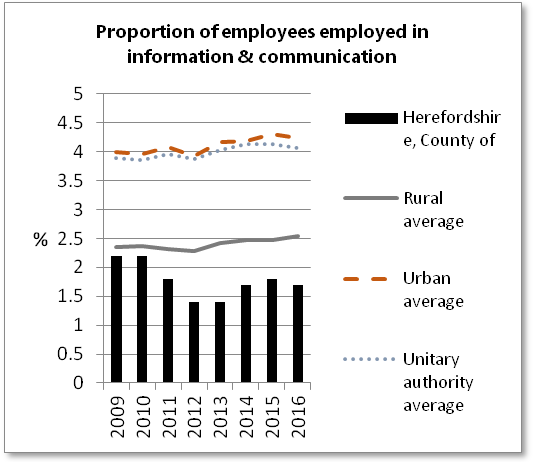 Proportion of employees employed in
information & communication
5
4.5
4
3.5
3
2.5
2
1.5
1
0.5
0
%
2009
2010
2011
2012
2013
2014
2015
2016
Herefordshir
e, County of
Rural
average
Urban
average
Unitary
authority
average